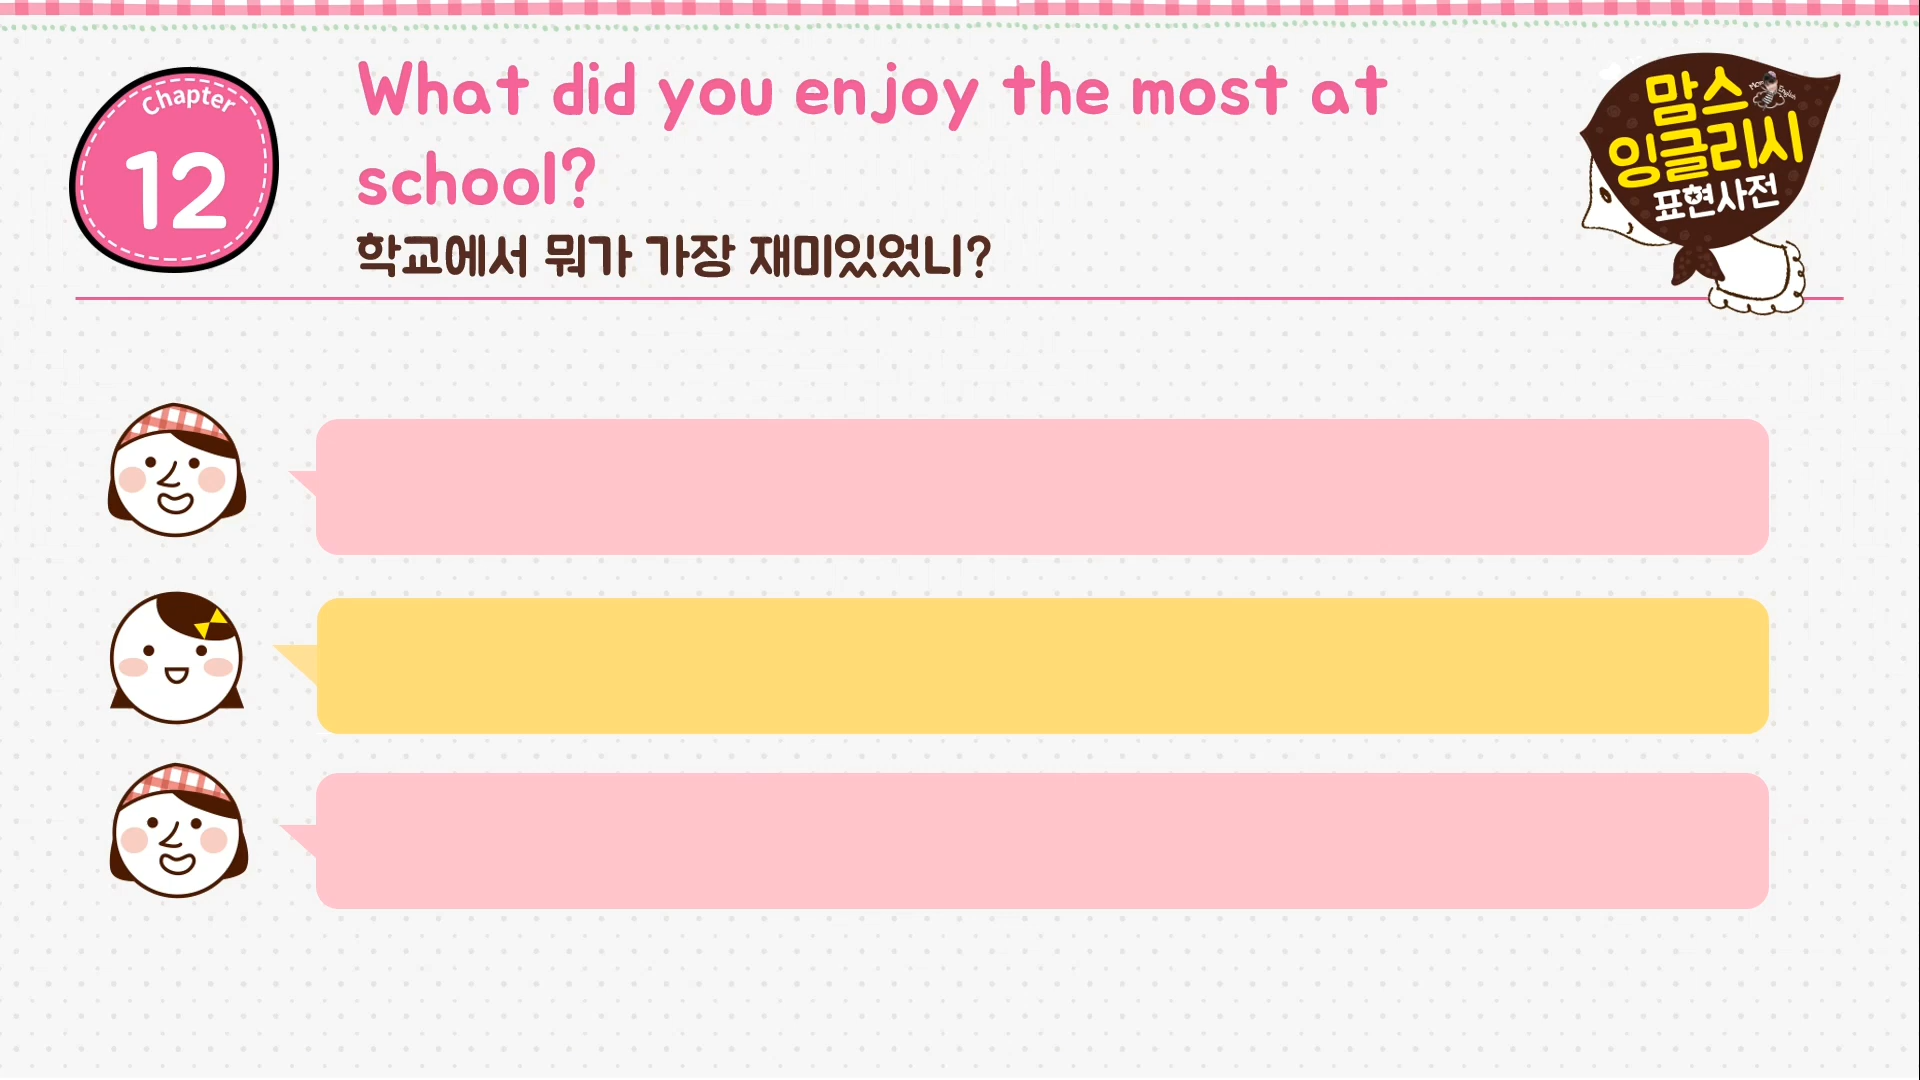 Chapter
12
What did you enjoy the most at
school?
학교에서 뭐가 가장 재미있었니?
맘스
잉글리시
표현사전